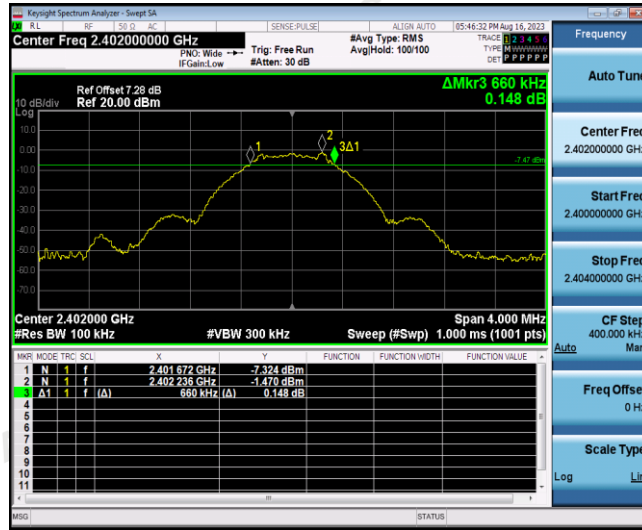 Keysight Spectrum Analyzer - Swept SA
RL RF 50 Ω AC SENSE:PULSE ALIGN AUTO 05:46:32 PM Aug 16, 2023
Center Freq 2.402000000 GHz
PNO: Wide
IFGain:Low
Trig: Free Run
#Atten: 30 dB
#Avg Type: RMS
Avg|Hold: 100/100
TRACE 1 2 3 4 5 6
TYPE M WWWWW
DET P P P P P P
Ref Offset 7.28 dB
Ref 20.00 dBm
10 dB/div
Log
ΔMkr3 660 kHz
0.148 dB
10.0
0.00
-10.0
-20.0
-30.0
-40.0
-50.0
-60.0
-70.0
1
2
3Δ1
-7.47 dBm
Center 2.402000 GHz Span 4.000 MHz
#Res BW 100 kHz #VBW 300 kHz Sweep (#Swp) 1.000 ms (1001 pts)
MKR MODE TRC SCL X Y FUNCTION FUNCTION WIDTH FUNCTION VALUE
1 N 1 f 2.401 672 GHz -7.324 dBm
2 N 1 f 2.402 236 GHz -1.470 dBm
3 Δ1 1 f (Δ) 660 kHz (Δ) 0.148 dB
4
5
6
7
8
9
10
11
MSG STATUS
Frequency
Auto Tune
Center Freq
2.402000000 GHz
Start Freq
2.400000000 GHz
Stop Freq
2.404000000 GHz
CF Step
400.000 kHz
Auto Man
Freq Offset
0 Hz
Scale Type
Log Lin